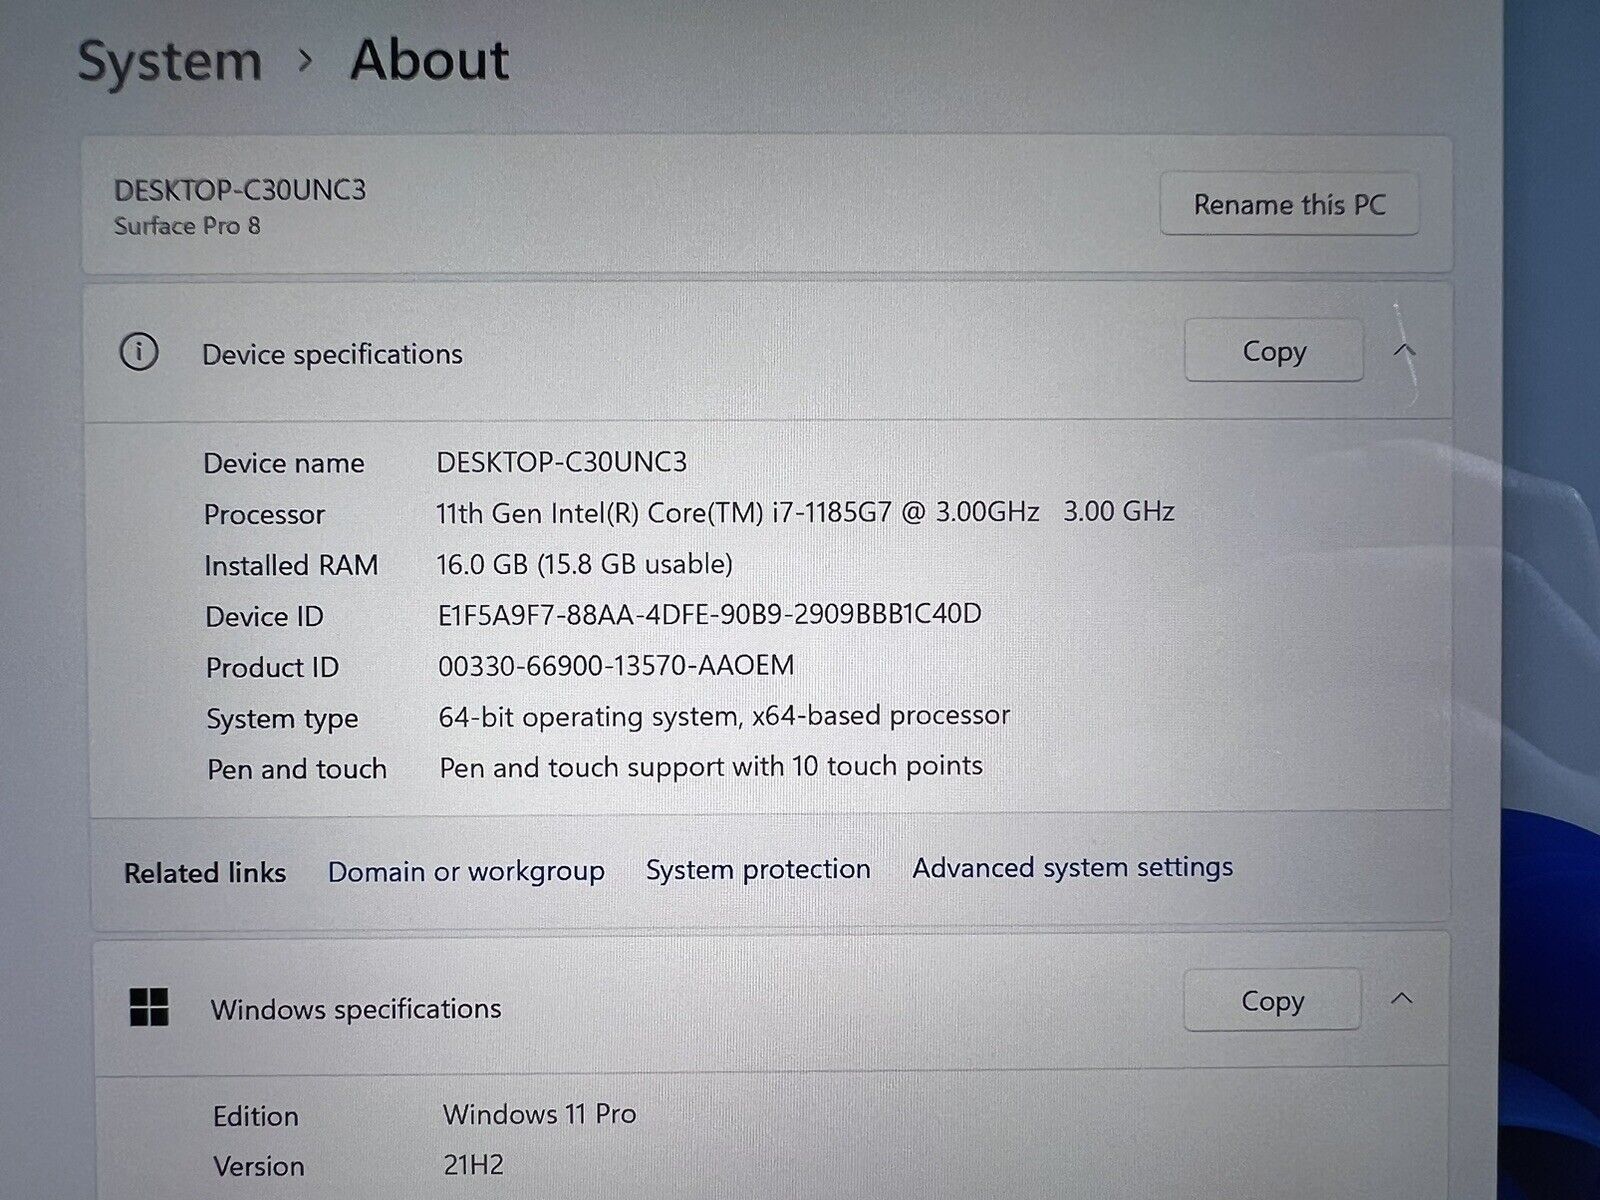 System > About
DESKTOP-C30UNC3
Surface Pro 8
Rename this PC
Device specifications
Copy
Device name DESKTOP-C30UNC3
Processor 11th Gen Intel(R) Core(TM) i7-1185G7 @ 3.00GHz 3.00 GHz
Installed RAM 16.0 GB (15.8 GB usable)
Device ID E1F5A9F7-88AA-4DFE-90B9-2909BBB1C40D
Product ID 00330-66900-13570-AAOEM
System type 64-bit operating system, x64-based processor
Pen and touch Pen and touch support with 10 touch points
Related links Domain or workgroup System protection Advanced system settings
Windows specifications
Copy
Edition Windows 11 Pro
Version 21H2